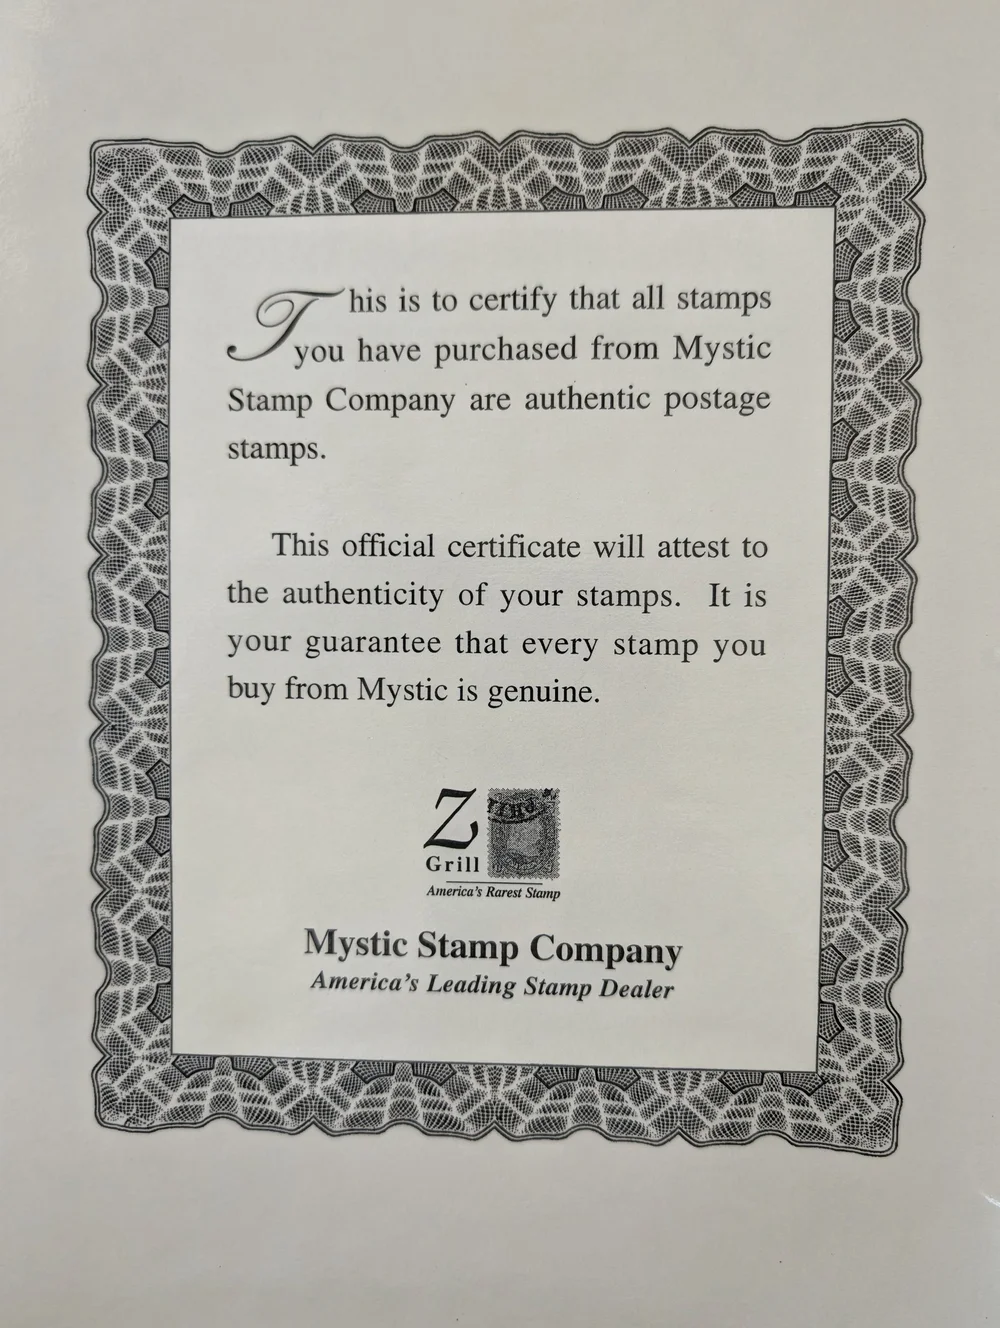 This is to certify that all stamps
you have purchased from Mystic
Stamp Company are authentic postage
stamps.
This official certificate will attest to
the authenticity of your stamps. It is
your guarantee that every stamp you
buy from Mystic is genuine.
Z
Grill
America's Rarest Stamp
Mystic Stamp Company
America's Leading Stamp Dealer